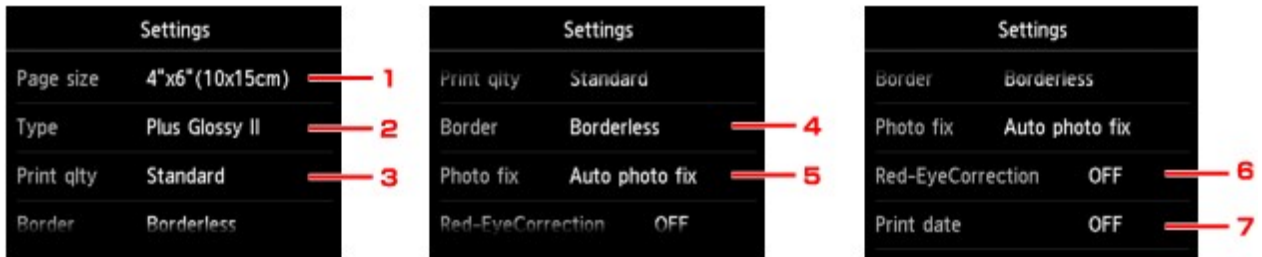 Settings
Page size 4"x6"(10x15cm) 1
Type Plus Glossy II 2
Print qlty Standard 3
Border Borderless
Settings
Print qlty Standard
Border Borderless 4
Photo fix Auto photo fix 5
Red-EyeCorrection OFF
Settings
Border Borderless
Photo fix Auto photo fix
Red-EyeCorrection OFF 6
Print date OFF 7